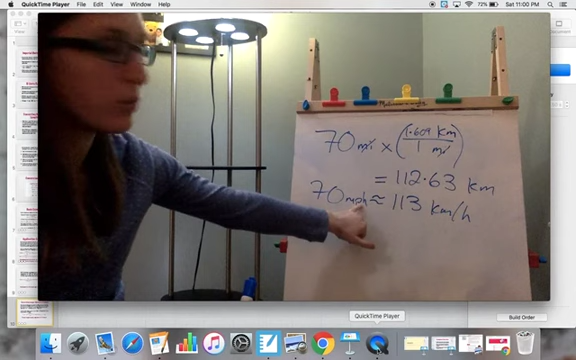 QuickTime Player File Edit View Window Help 72% Sat 11:00 PM
70 mi × (1.609 km / 1 mi)
= 112.63 km
70 mph ≈ 113 km/h
QuickTime Player
Build Order